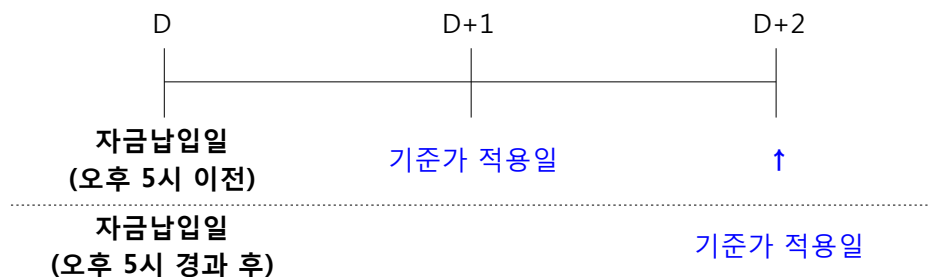 D D+1 D+2
자금납입일
(오후 5시 이전)
기준가 적용일
↑
자금납입일
(오후 5시 경과 후)
기준가 적용일